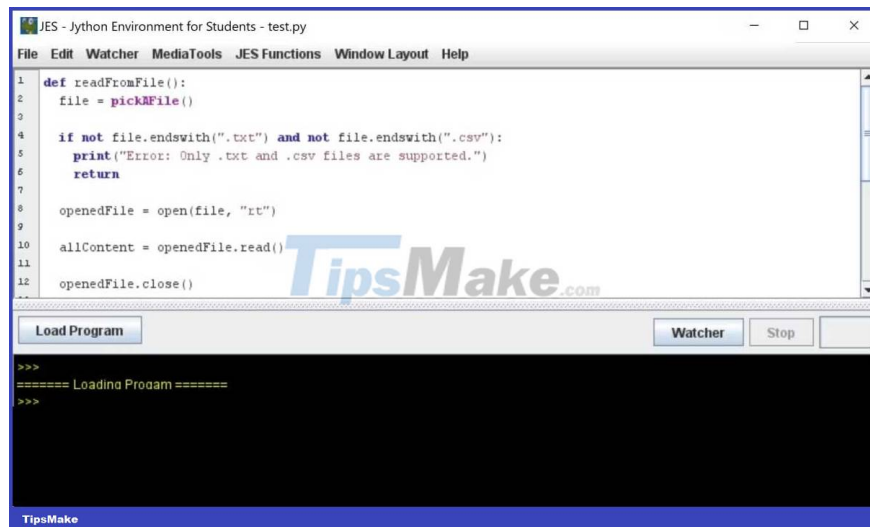 JES - Jython Environment for Students - test.py
File Edit Watcher MediaTools JES Functions Window Layout Help
1 def readFromFile():
2 file = pickAFile()
3
4 if not file.endswith(".txt") and not file.endswith(".csv"):
5 print("Error: Only .txt and .csv files are supported.")
6 return
7
8 openedFile = open(file, "rt")
9
10 allContent = openedFile.read()
11
12 openedFile.close()
TipsMake.com
Load Program Watcher Stop
>>>
======= Loading Progam =======
>>>
TipsMake